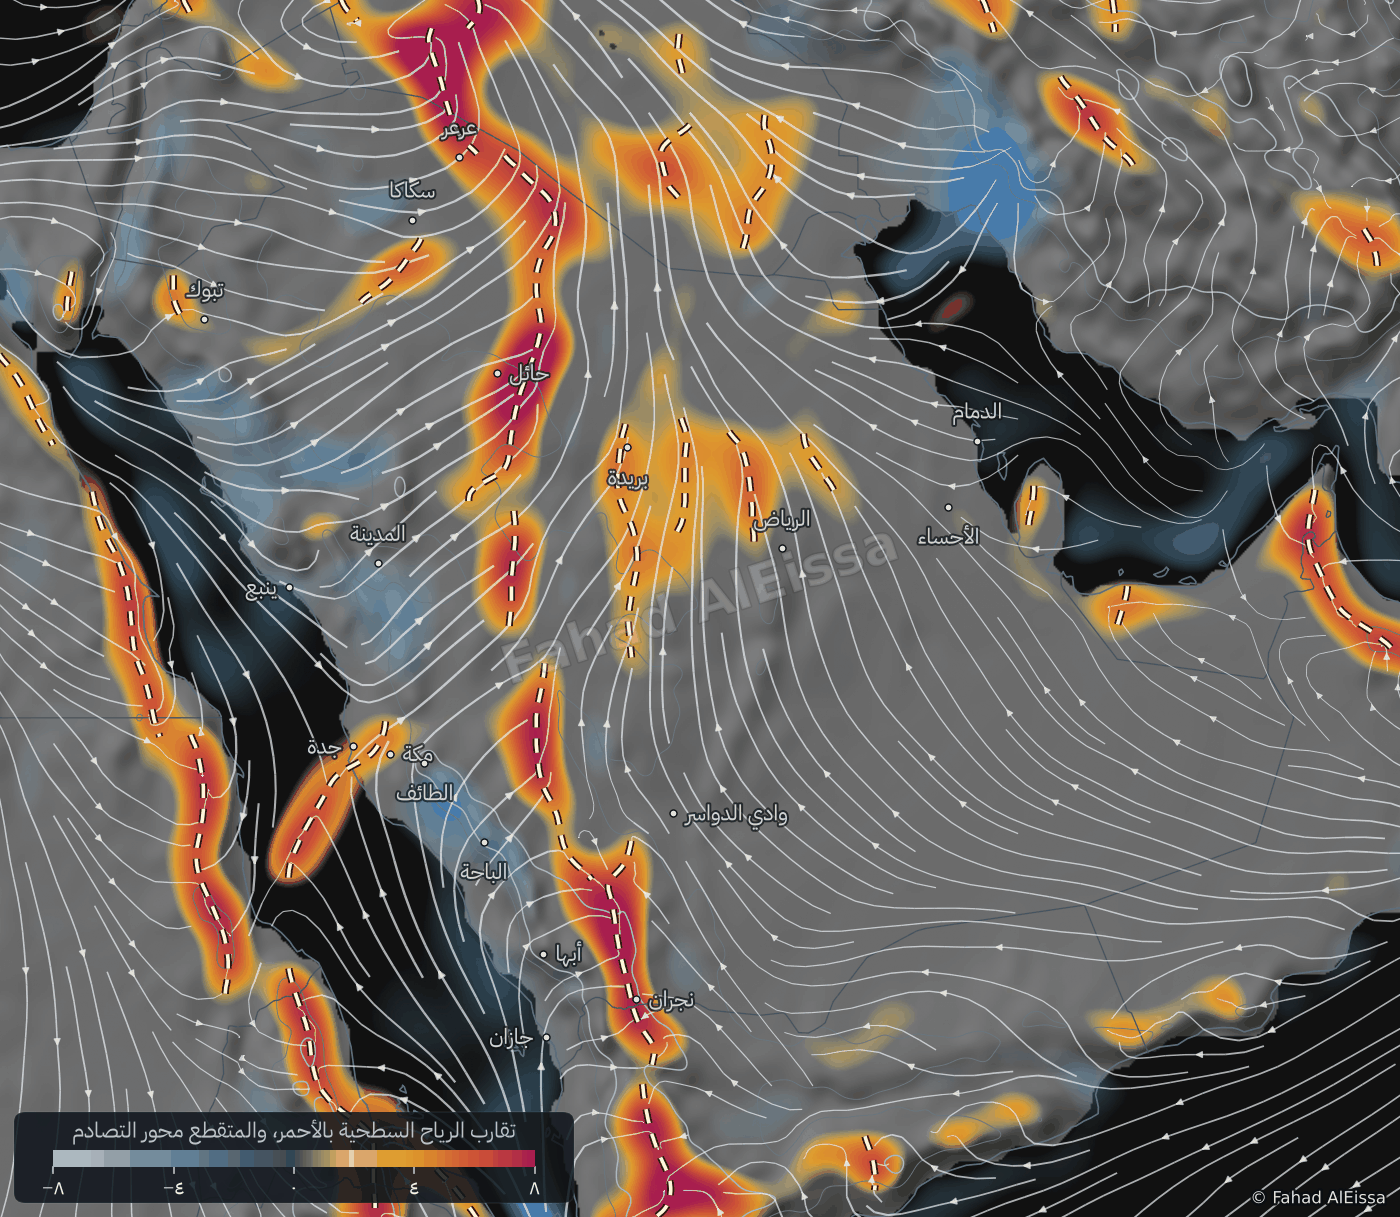 عرعر
سكاكا
تبوك
حائل
الدمام
بريدة
الرياض
المدينة
الأحساء
ينبع
Fahad AlEissa
جدة
مكة
الطائف
وادي الدواسر
الباحة
أبها
نجران
جازان
تقارب الرياح السطحية بالأحمر، والمتقطع محور التصادم
−٨ −٤ ٠ ٤ ٨
© Fahad AlEissa